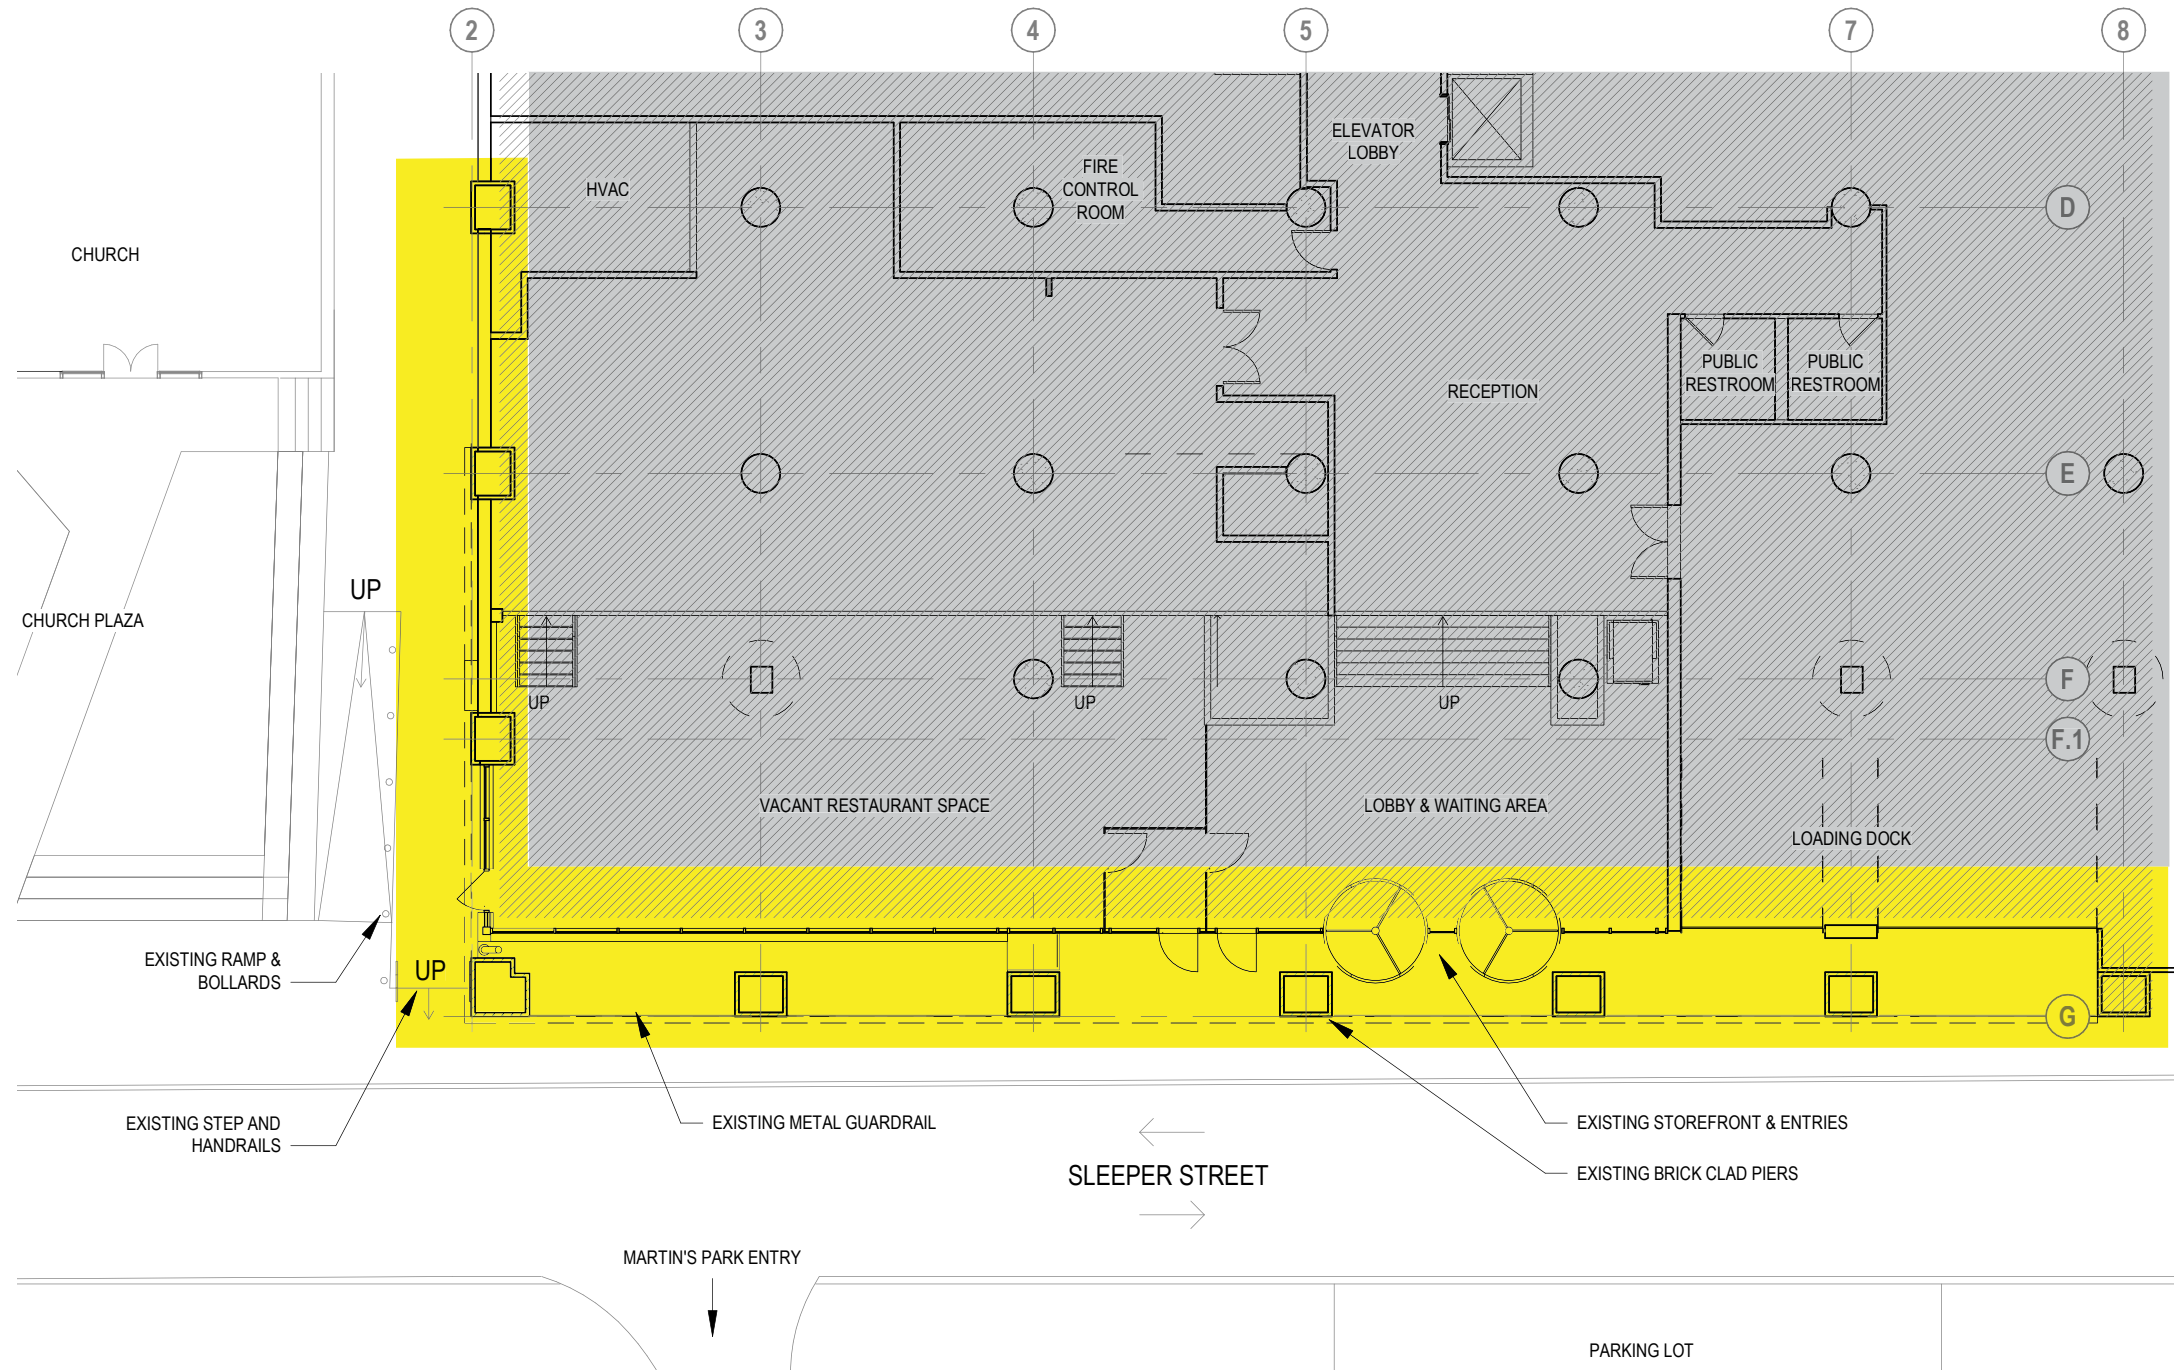 2
3
4
5
7
8
ELEVATOR
LOBBY
FIRE
CONTROL
ROOM
HVAC
D
CHURCH
PUBLIC
RESTROOM
PUBLIC
RESTROOM
RECEPTION
E
UP
CHURCH PLAZA
F
UP
UP
UP
F.1
VACANT RESTAURANT SPACE
LOBBY & WAITING AREA
LOADING DOCK
EXISTING RAMP &
BOLLARDS
UP
G
EXISTING STEP AND
HANDRAILS
EXISTING METAL GUARDRAIL
EXISTING STOREFRONT & ENTRIES
EXISTING BRICK CLAD PIERS
SLEEPER STREET
MARTIN'S PARK ENTRY
PARKING LOT